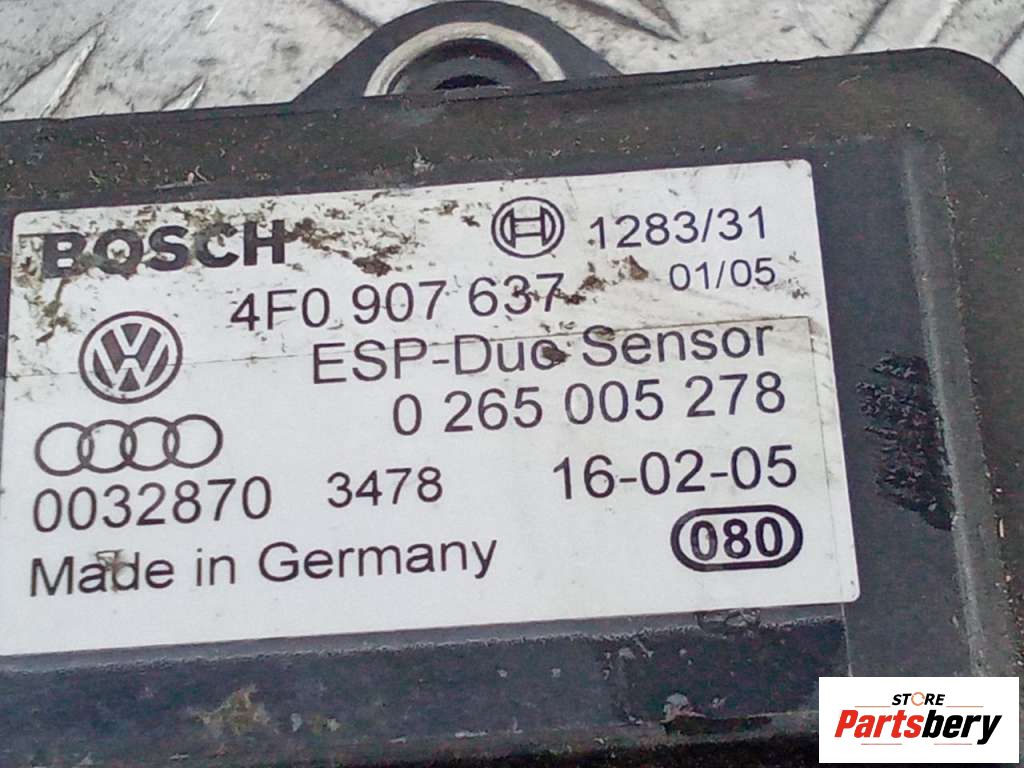 BOSCH
1283/31
01/05
4F0 907 637
ESP-Duo Sensor
0 265 005 278
0032870 3478 16-02-05
Made in Germany
080
STORE
Partsbery